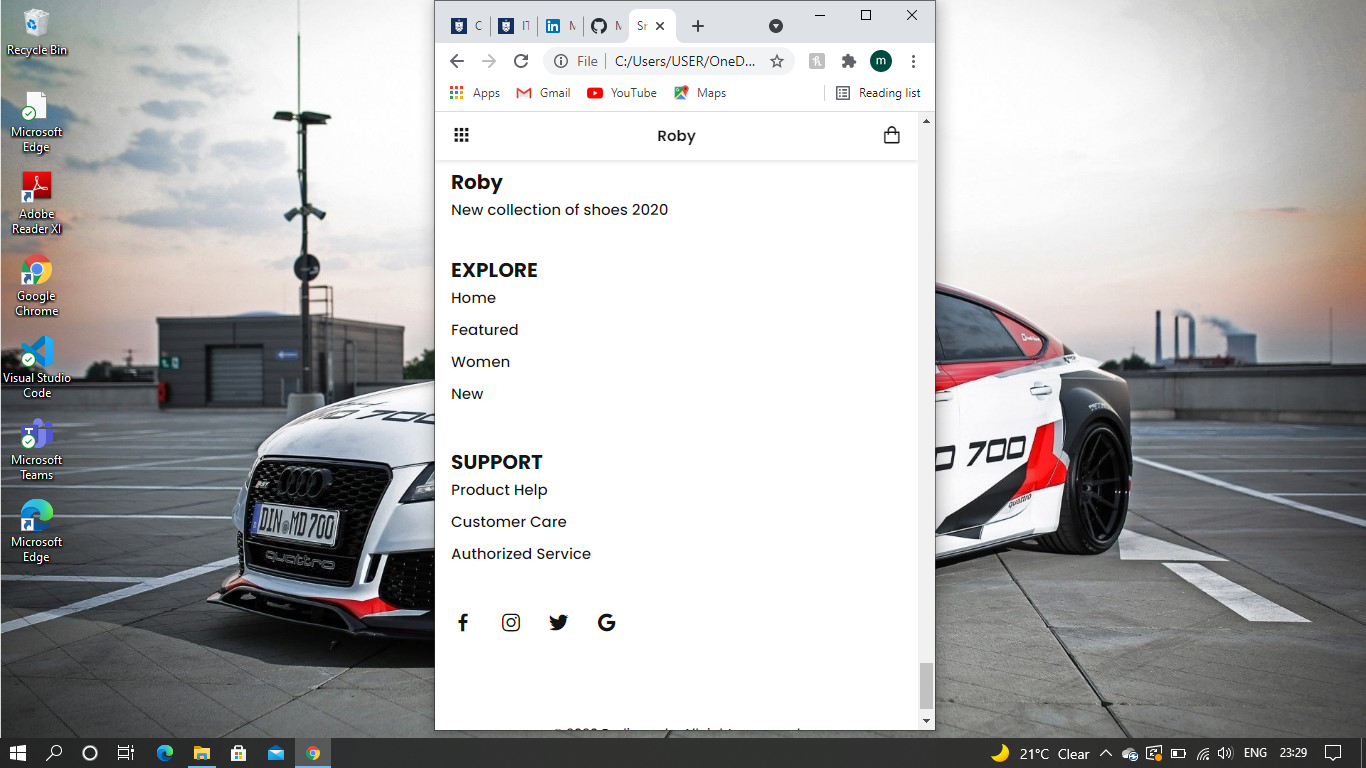 Recycle Bin
Microsoft
Edge
Adobe
Reader XI
Google
Chrome
Visual Studio
Code
Microsoft
Teams
Microsoft
Edge
C
IT
M
M
Sr
File
C:/Users/USER/OneD...
m
Apps
Gmail
YouTube
Maps
Reading list
Roby
Roby
New collection of shoes 2020
EXPLORE
Home
Featured
Women
New
SUPPORT
Product Help
Customer Care
Authorized Service
DIN MD 700
quattro
700
quattro
21°C Clear
ENG
23:29